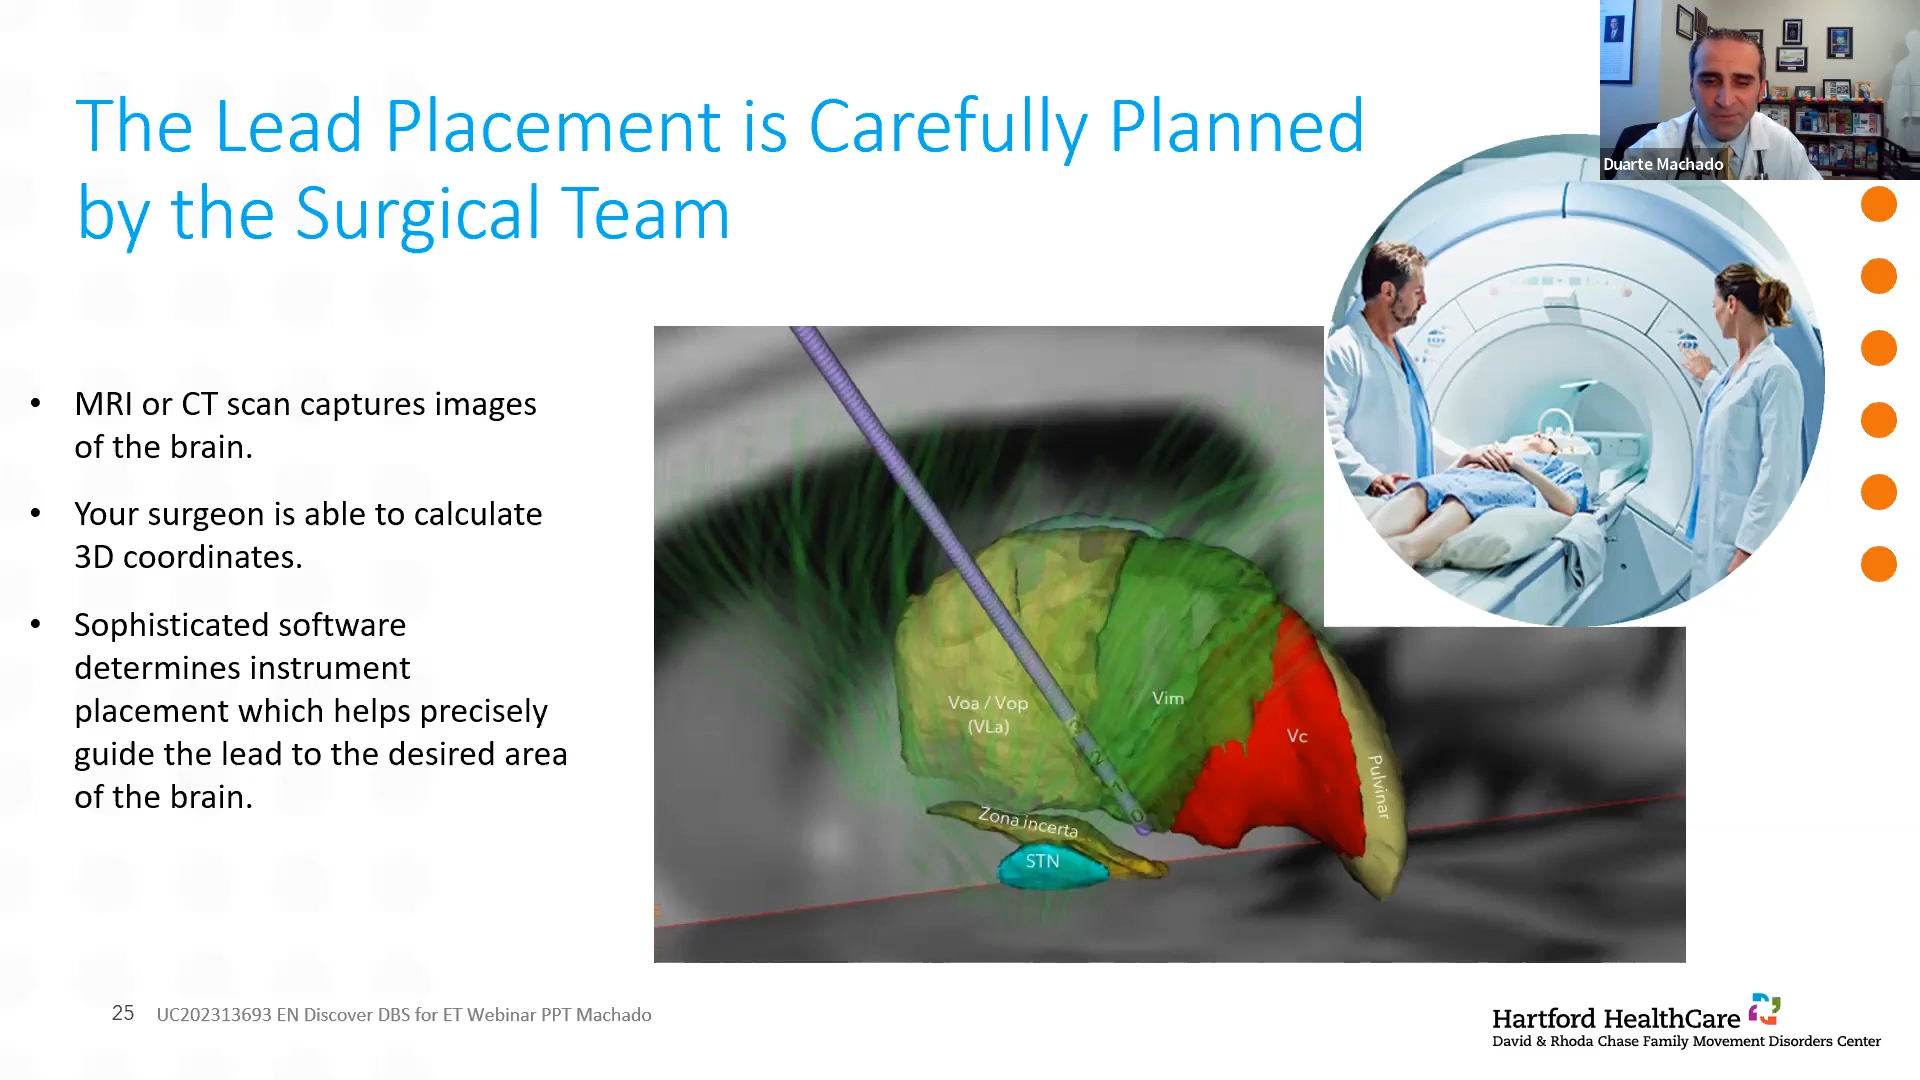 Duarte Machado
The Lead Placement is Carefully Planned
by the Surgical Team
• MRI or CT scan captures images
of the brain.
• Your surgeon is able to calculate
3D coordinates.
• Sophisticated software
determines instrument
placement which helps precisely
guide the lead to the desired area
of the brain.
Voa / Vop
(VLa)
Vim
Vc
Pulvinar
2
1
0
Zona incerta
STN
25 UC202313693 EN Discover DBS for ET Webinar PPT Machado
Hartford HealthCare
David & Rhoda Chase Family Movement Disorders Center